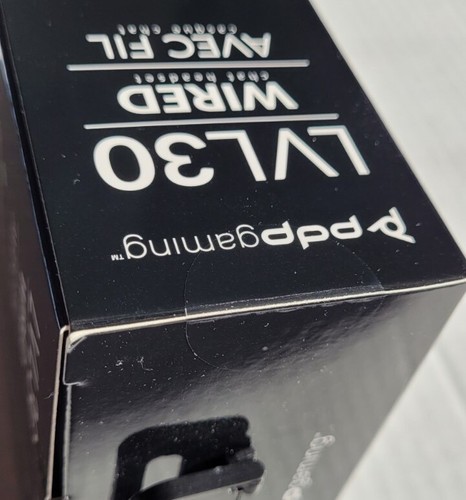 pdpgaming™
LVL30
WIRED
chat headset
AVEC FIL
casque chat